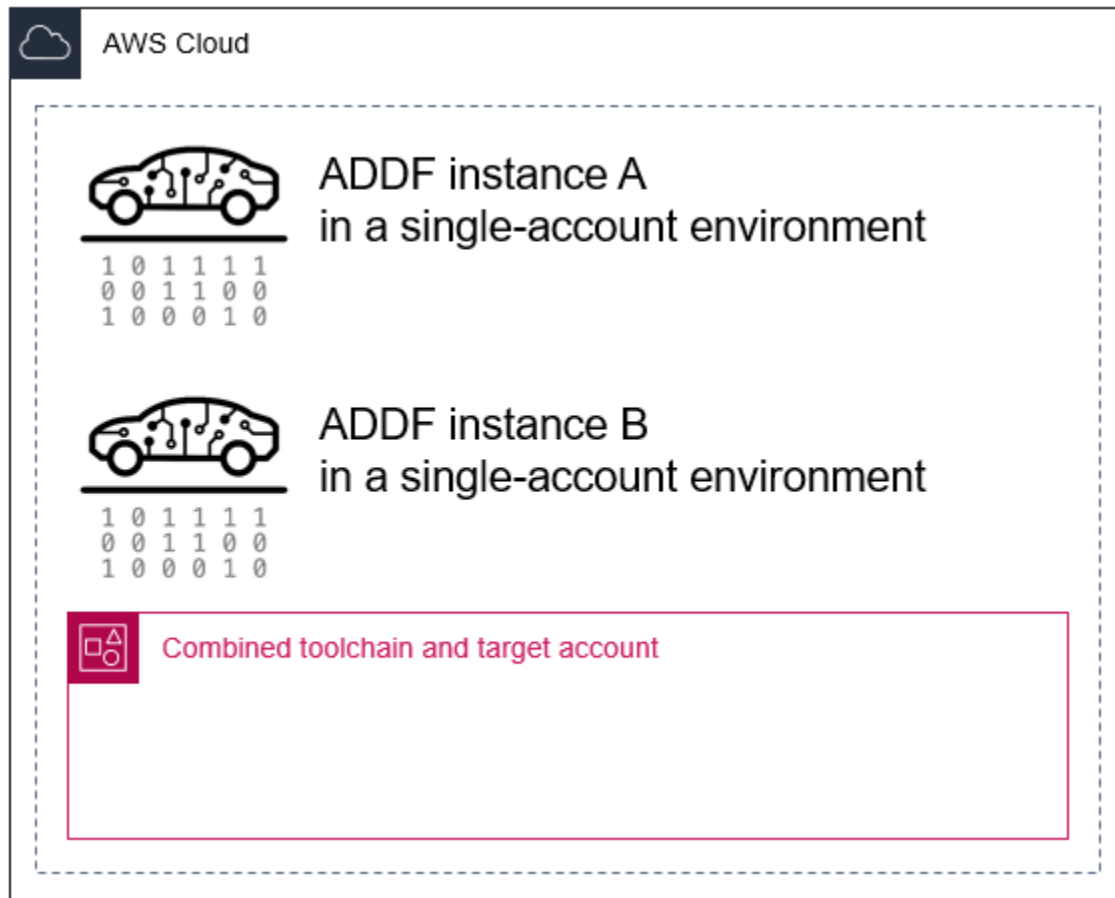 AWS Cloud
ADDF instance A
in a single-account environment
1 0 1 1 1 1
0 0 1 1 0 0
1 0 0 0 1 0
ADDF instance B
in a single-account environment
1 0 1 1 1 1
0 0 1 1 0 0
1 0 0 0 1 0
Combined toolchain and target account